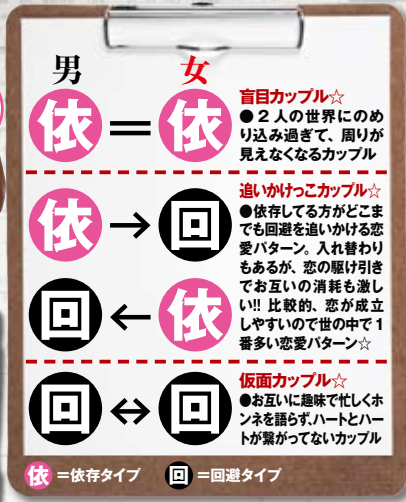 男 女
依 = 依
盲目カップル☆
●2人の世界にのめ
り込み過ぎて、周りが
見えなくなるカップル
依 → 回
回 ← 依
追いかけっこカップル☆
●依存してる方がどこま
でも回避を追いかける恋
愛パターン。入れ替わり
もあるが、恋の駆け引き
でお互いの消耗も激し
い!! 比較的、恋が成立
しやすいので世の中で1
番多い恋愛パターン☆
回 ↔ 回
仮面カップル☆
●お互いに趣味で忙しくホ
ンネを語らず、ハートとハー
トが繋がってないカップル
依 =依存タイプ 回 =回避タイプ